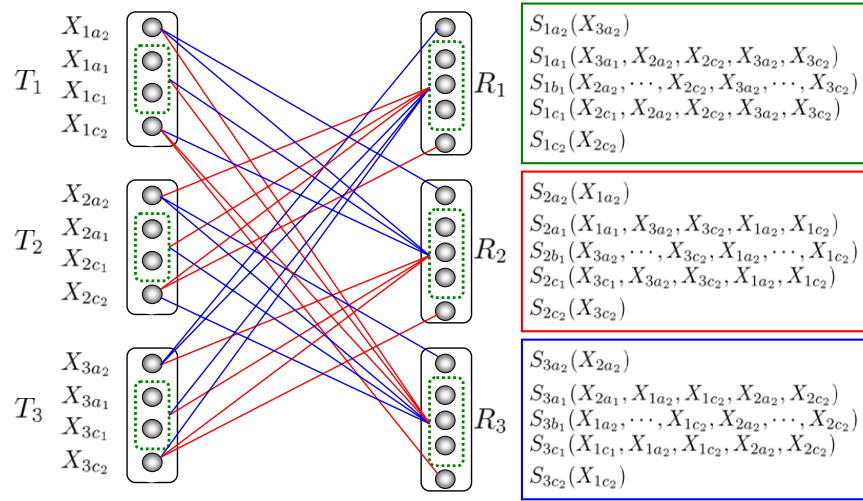 X_{1a_2}
X_{1a_1}
T_1
X_{1c_1}
X_{1c_2}
R_1
S_{1a_2}(X_{3a_2})
S_{1a_1}(X_{3a_1}, X_{2a_2}, X_{2c_2}, X_{3a_2}, X_{3c_2})
S_{1b_1}(X_{2a_2}, ⋯, X_{2c_2}, X_{3a_2}, ⋯, X_{3c_2})
S_{1c_1}(X_{2c_1}, X_{2a_2}, X_{2c_2}, X_{3a_2}, X_{3c_2})
S_{1c_2}(X_{2c_2})
X_{2a_2}
X_{2a_1}
T_2
X_{2c_1}
X_{2c_2}
R_2
S_{2a_2}(X_{1a_2})
S_{2a_1}(X_{1a_1}, X_{3a_2}, X_{3c_2}, X_{1a_2}, X_{1c_2})
S_{2b_1}(X_{3a_2}, ⋯, X_{3c_2}, X_{1a_2}, ⋯, X_{1c_2})
S_{2c_1}(X_{3c_1}, X_{3a_2}, X_{3c_2}, X_{1a_2}, X_{1c_2})
S_{2c_2}(X_{3c_2})
X_{3a_2}
X_{3a_1}
T_3
X_{3c_1}
X_{3c_2}
R_3
S_{3a_2}(X_{2a_2})
S_{3a_1}(X_{2a_1}, X_{1a_2}, X_{1c_2}, X_{2a_2}, X_{2c_2})
S_{3b_1}(X_{1a_2}, ⋯, X_{1c_2}, X_{2a_2}, ⋯, X_{2c_2})
S_{3c_1}(X_{1c_1}, X_{1a_2}, X_{1c_2}, X_{2a_2}, X_{2c_2})
S_{3c_2}(X_{1c_2})